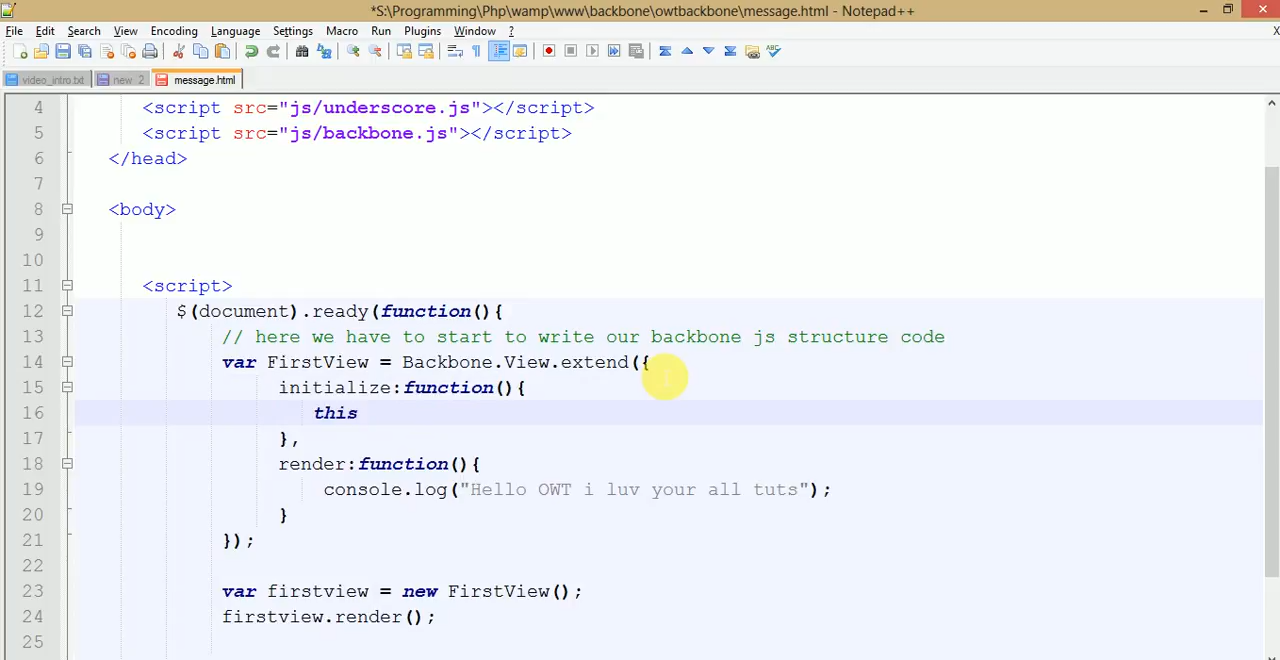 *S:\Programming\Php\wamp\www\backbone\owtbackbone\message.html - Notepad++
File Edit Search View Encoding Language Settings Macro Run Plugins Window ? X
video_intro.txt new 2 message.html
4 <script src="js/underscore.js"></script>
5 <script src="js/backbone.js"></script>
6 </head>
7
8 <body>
9
10
11 <script>
12 $(document).ready(function(){
13 // here we have to start to write our backbone js structure code
14 var FirstView = Backbone.View.extend({
15 initialize:function(){
16 this
17 },
18 render:function(){
19 console.log("Hello OWT i luv your all tuts");
20 }
21 });
22
23 var firstview = new FirstView();
24 firstview.render();
25